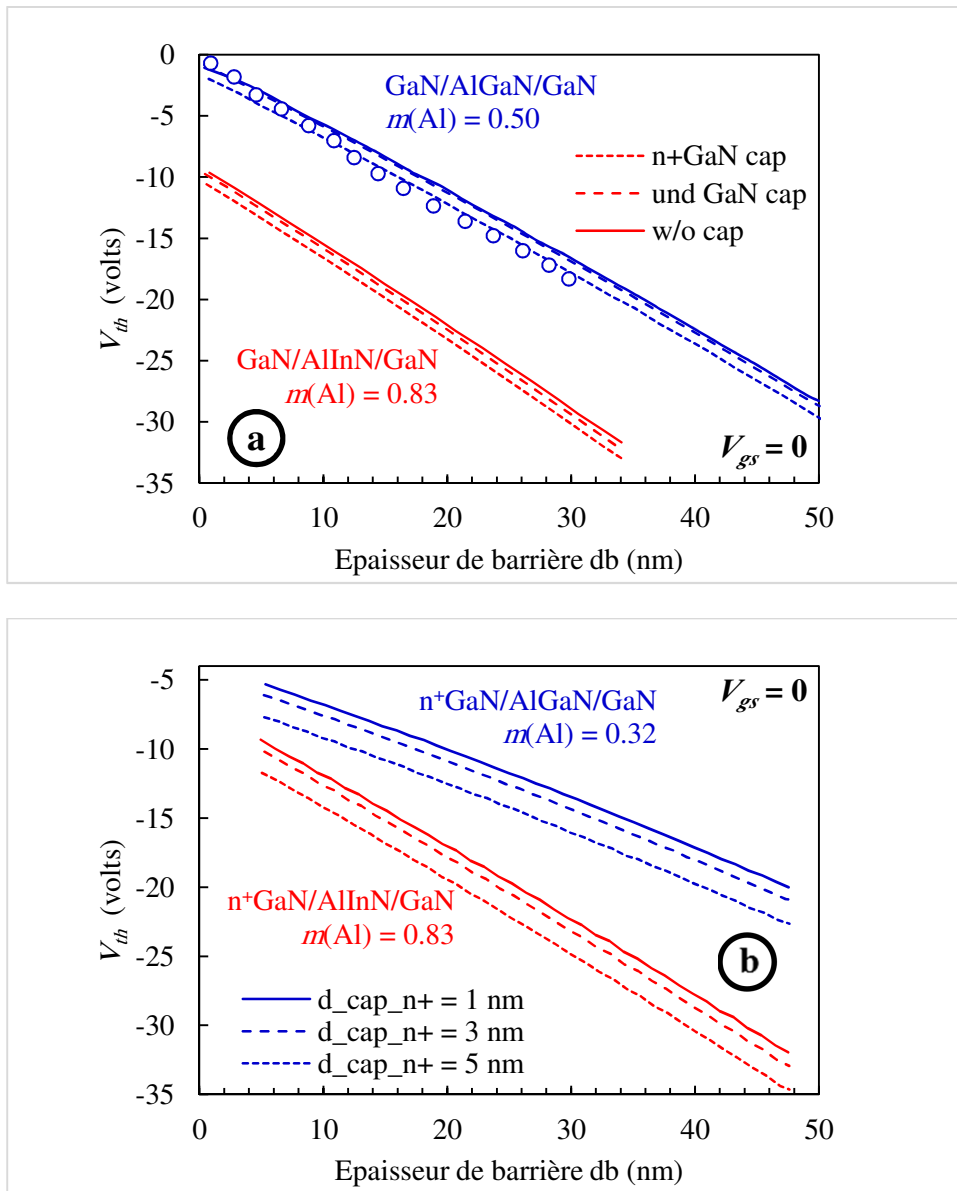 0
-5
-10
-15
-20
-25
-30
-35
V_th (volts)
GaN/AlGaN/GaN
m(Al) = 0.50
n+GaN cap
und GaN cap
w/o cap
GaN/AlInN/GaN
m(Al) = 0.83
a
V_gs = 0
0 10 20 30 40 50
Epaisseur de barrière db (nm)
-5
-10
-15
-20
-25
-30
-35
V_th (volts)
V_gs = 0
n⁺GaN/AlGaN/GaN
m(Al) = 0.32
n⁺GaN/AlInN/GaN
m(Al) = 0.83
b
d_cap_n+ = 1 nm
d_cap_n+ = 3 nm
d_cap_n+ = 5 nm
0 10 20 30 40 50
Epaisseur de barrière db (nm)